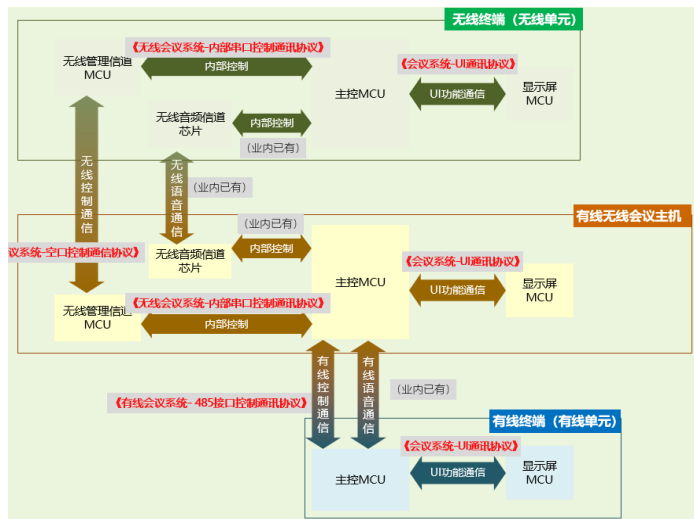 无线终端（无线单元）
《无线会议系统-内部串口控制通讯协议》
《会议系统-UI通讯协议》
无线管理信道
MCU
内部控制
主控MCU
UI功能通信
显示屏
MCU
无线音频信道
芯片
内部控制
（业内已有）
无线控制通信
无线语音通信
（业内已有）
有线无线会议主机
（业内已有）
议系统-空口控制通信协议》
无线音频信道
芯片
内部控制
《会议系统-UI通讯协议》
主控MCU
UI功能通信
显示屏
MCU
《无线会议系统-内部串口控制通讯协议》
无线管理信道
MCU
内部控制
有线控制通信
有线语音通信
（业内已有）
《有线会议系统- 485接口控制通讯协议》
有线终端（有线单元）
《会议系统-UI通讯协议》
主控MCU
UI功能通信
显示屏
MCU